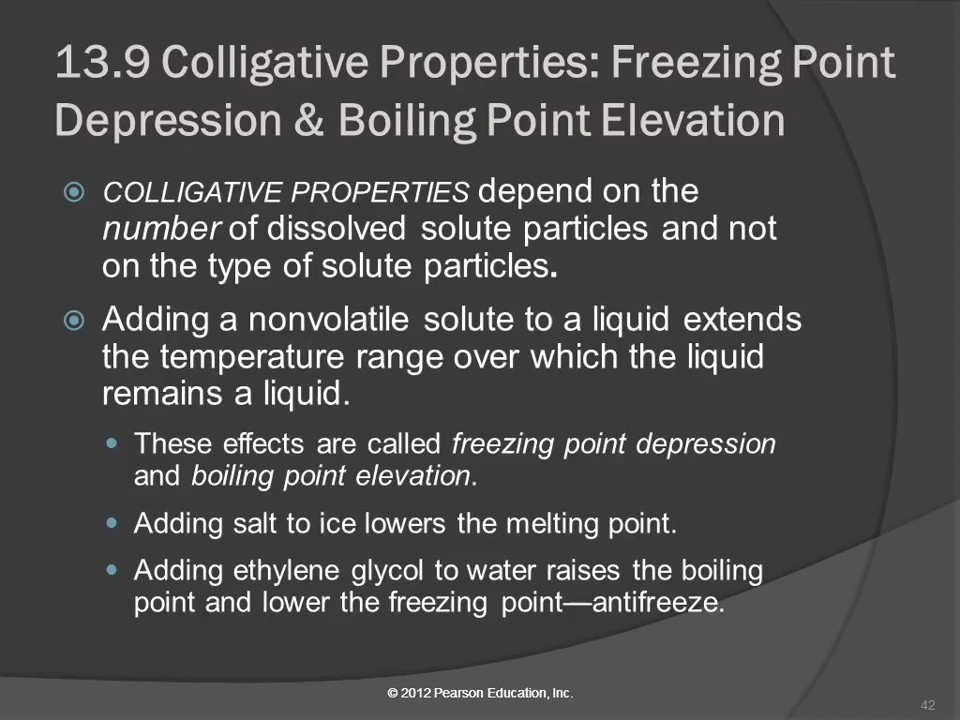 13.9 Colligative Properties: Freezing Point
Depression & Boiling Point Elevation
COLLIGATIVE PROPERTIES depend on the
number of dissolved solute particles and not
on the type of solute particles.
Adding a nonvolatile solute to a liquid extends
the temperature range over which the liquid
remains a liquid.
These effects are called freezing point depression
and boiling point elevation.
Adding salt to ice lowers the melting point.
Adding ethylene glycol to water raises the boiling
point and lower the freezing point—antifreeze.
© 2012 Pearson Education, Inc.
42